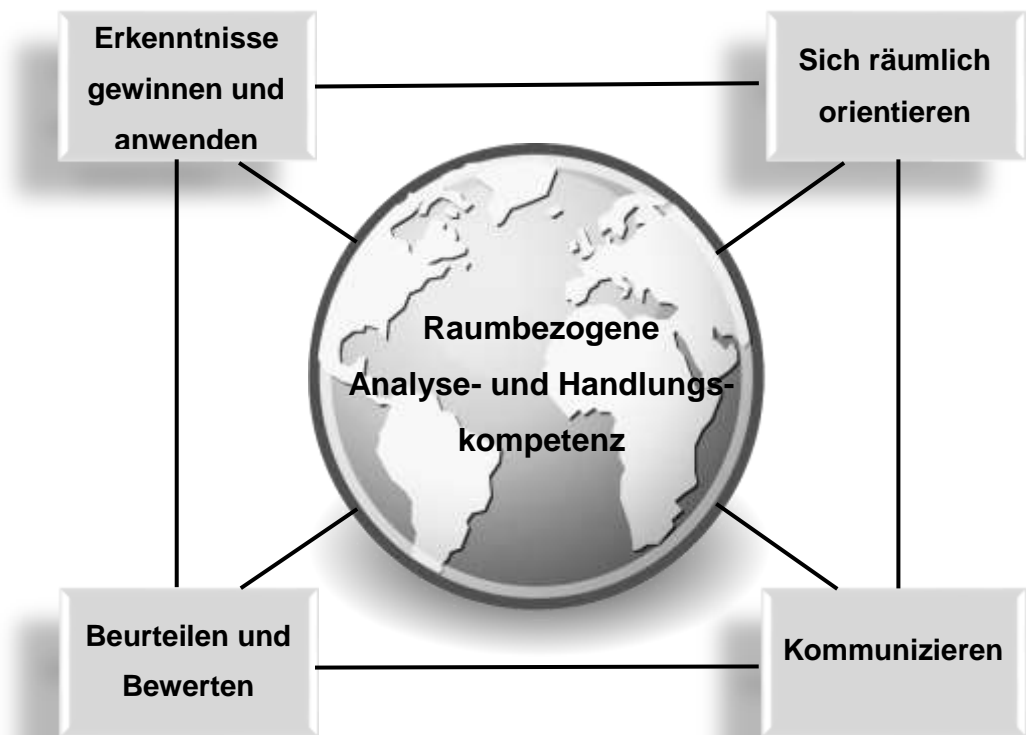 Erkenntnisse
gewinnen und
anwenden
Sich räumlich
orientieren
Raumbezogene
Analyse- und Handlungs-
kompetenz
Beurteilen und
Bewerten
Kommunizieren